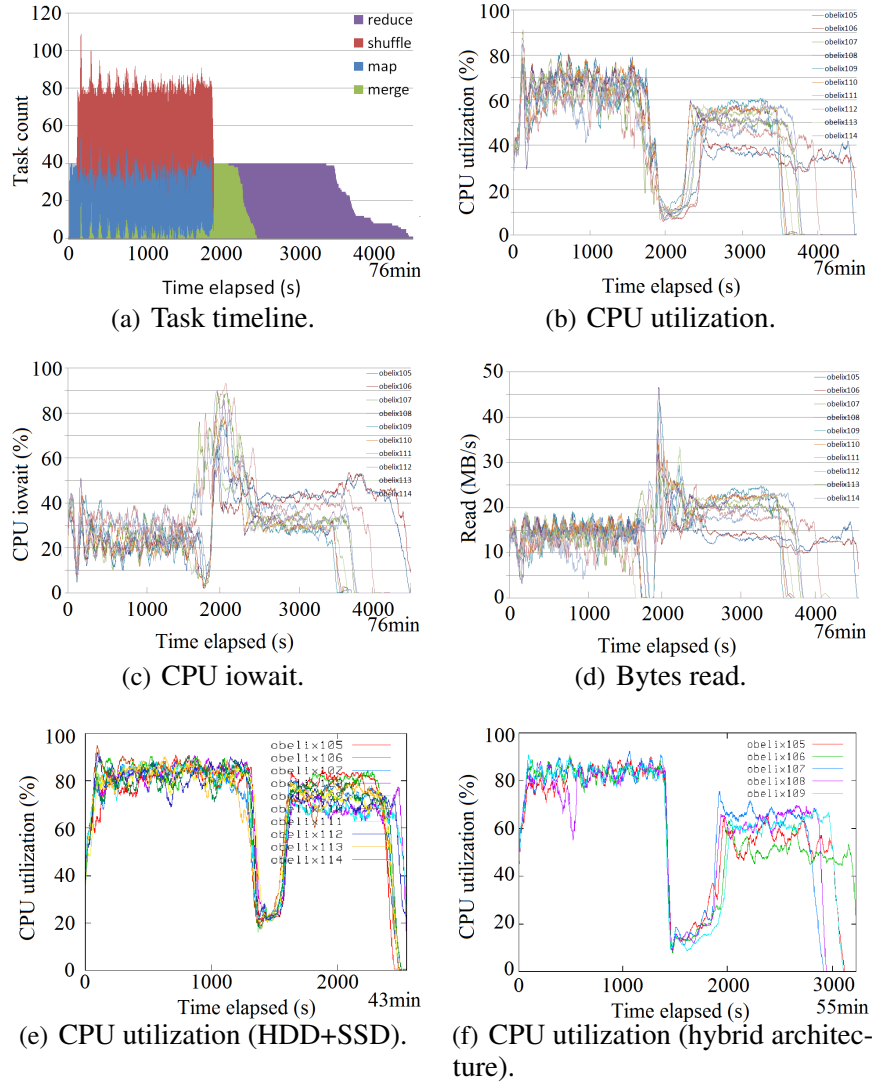 120
100
80
60
40
20
0
Task count
reduce
shuffle
map
merge
0 1000 2000 3000 4000
76min
Time elapsed (s)
(a) Task timeline.
100
80
60
40
20
0
CPU utilization (%)
obelix105
obelix106
obelix107
obelix108
obelix109
obelix110
obelix111
obelix112
obelix113
obelix114
0 1000 2000 3000 4000
76min
Time elapsed (s)
(b) CPU utilization.
100
80
60
40
20
0
CPU iowait (%)
obelix105
obelix106
obelix107
obelix108
obelix109
obelix110
obelix111
obelix112
obelix113
obelix114
0 1000 2000 3000 4000
76min
Time elapsed (s)
(c) CPU iowait.
50
40
30
20
10
0
Read (MB/s)
obelix105
obelix106
obelix107
obelix108
obelix109
obelix110
obelix111
obelix112
obelix113
obelix114
0 1000 2000 3000 4000
76min
Time elapsed (s)
(d) Bytes read.
100
80
60
40
20
0
CPU utilization (%)
obelix105
obelix106
obelix107
obelix111
obelix112
obelix113
obelix114
0 1000 2000
43min
Time elapsed (s)
(e) CPU utilization (HDD+SSD).
100
80
60
40
20
0
CPU utilization (%)
obelix105
obelix106
obelix107
obelix108
obelix109
0 1000 2000 3000
55min
Time elapsed (s)
(f) CPU utilization (hybrid architec-
ture).